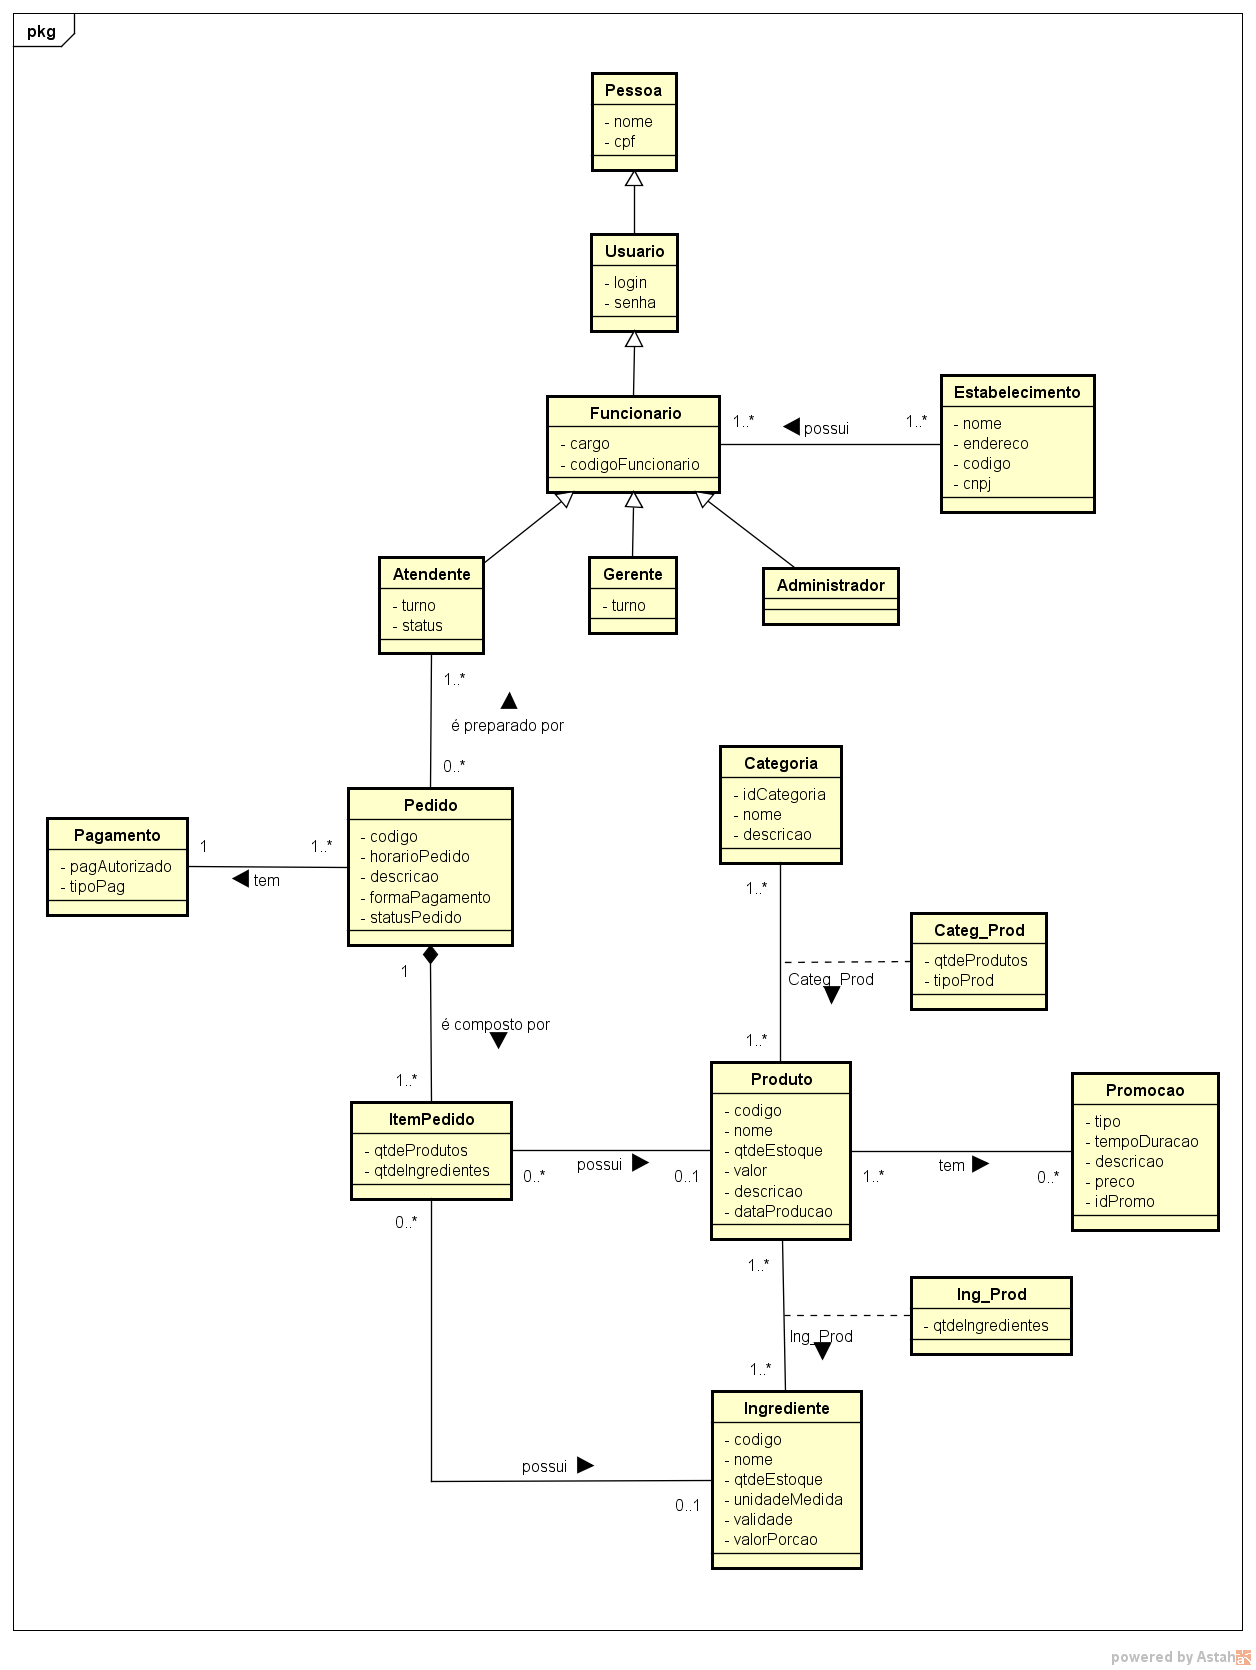 pkg
Pessoa
- nome
- cpf
Usuario
- login
- senha
Funcionario
- cargo
- codigoFuncionario
1..*
possui
1..*
Estabelecimento
- nome
- endereco
- codigo
- cnpj
Atendente
- turno
- status
Gerente
- turno
Administrador
1..*
é preparado por
0..*
Pagamento
- pagAutorizado
- tipoPag
1
tem
1..*
Pedido
- codigo
- horarioPedido
- descricao
- formaPagamento
- statusPedido
Categoria
- idCategoria
- nome
- descricao
1..*
Categ_Prod
Categ_Prod
- qtdeProdutos
- tipoProd
1..*
1
é composto por
1..*
ItemPedido
- qtdeProdutos
- qtdeIngredientes
0..*
possui
0..1
Produto
- codigo
- nome
- qtdeEstoque
- valor
- descricao
- dataProducao
1..*
tem
0..*
Promocao
- tipo
- tempoDuracao
- descricao
- preco
- idPromo
1..*
Ing_Prod
1..*
Ing_Prod
- qtdeIngredientes
0..*
possui
0..1
Ingrediente
- codigo
- nome
- qtdeEstoque
- unidadeMedida
- validade
- valorPorcao
powered by Astah